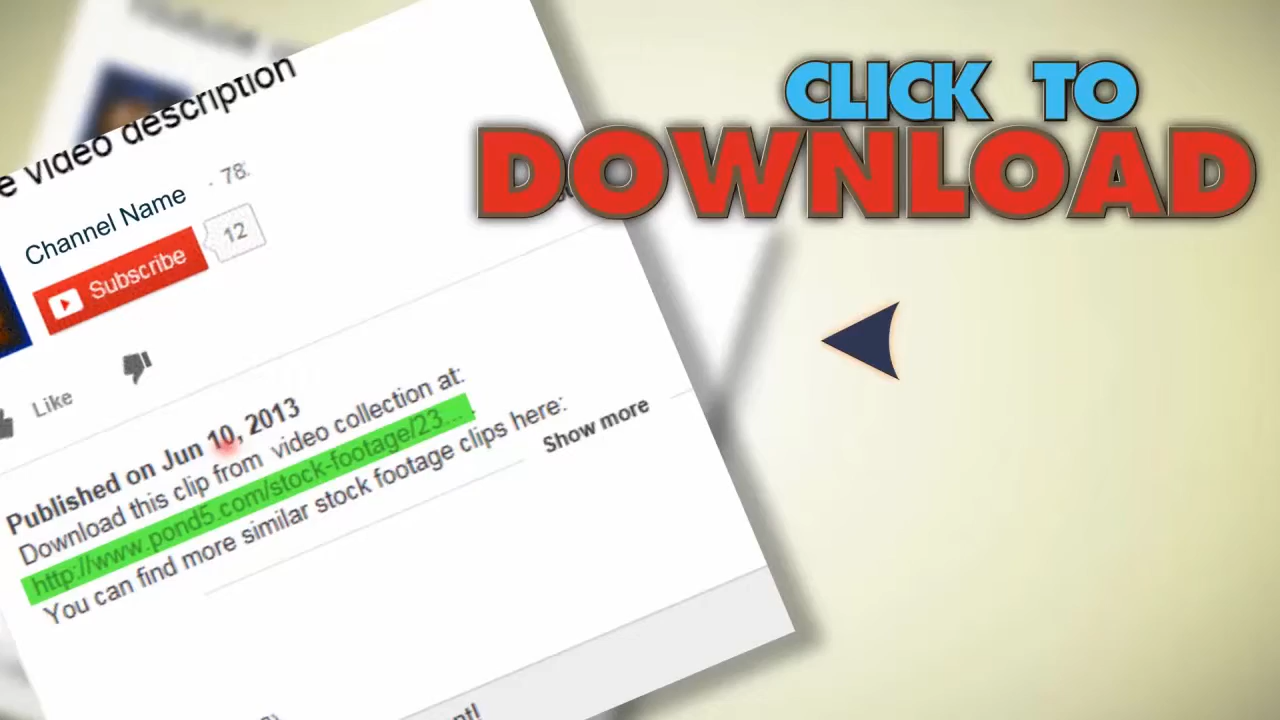 CLICK TO
DOWNLOAD
e video description
Channel Name
78
Subscribe
12
Like
Published on Jun 10, 2013
Download this clip from video collection at:
http://www.pond5.com/stock-footage/23...
You can find more similar stock footage clips here:
Show more